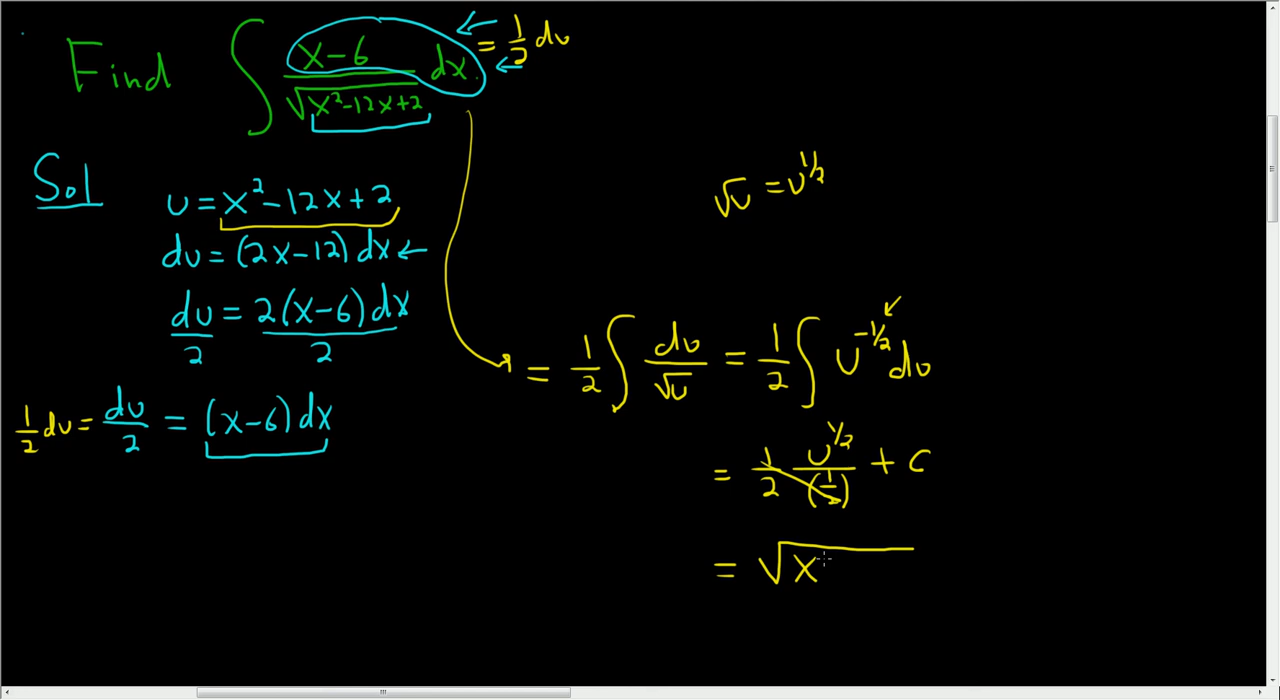 Find ∫ (x-6)/√(x²-12x+2) dx = 1/2 du
Sol
u = x²-12x+2
du = (2x-12) dx ←
du/2 = 2(x-6)dx/2
1/2 du = du/2 = (x-6) dx
√u = u^1/2
= 1/2 ∫ du/√u = 1/2 ∫ u^-1/2 du
= 1/2 u^1/2/(1/2) + c
= √x